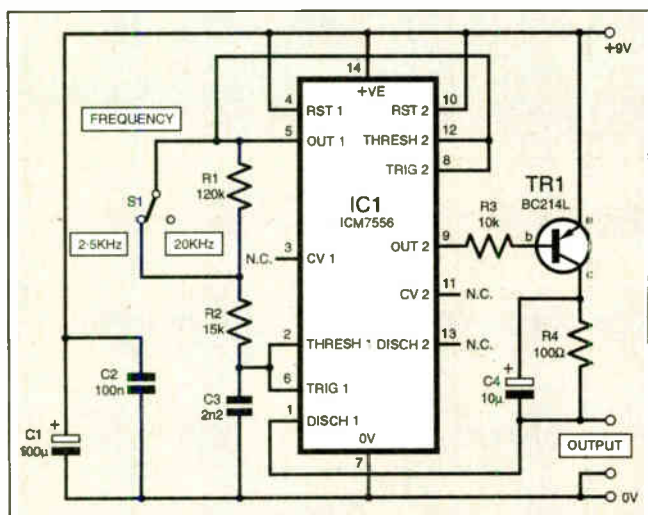 +9V
14
+VE
4
RST 1
RST 2
10
FREQUENCY
5
OUT 1
THRESH 2
12
TRIG 2
8
R1
120k
S1
IC1
ICM7556
R3
10k
TR1
BC214L
2·5KHz
20KHz
N.C.
3
CV 1
OUT 2
9
b
e
c
R2
15k
CV 2
11
N.C.
2
THRESH 1
DISCH 2
13
N.C.
R4
100Ω
C2
100n
C3
2n2
6
TRIG 1
C4
10µ
+
1
DISCH 1
C1
+
0V
7
OUTPUT
0V